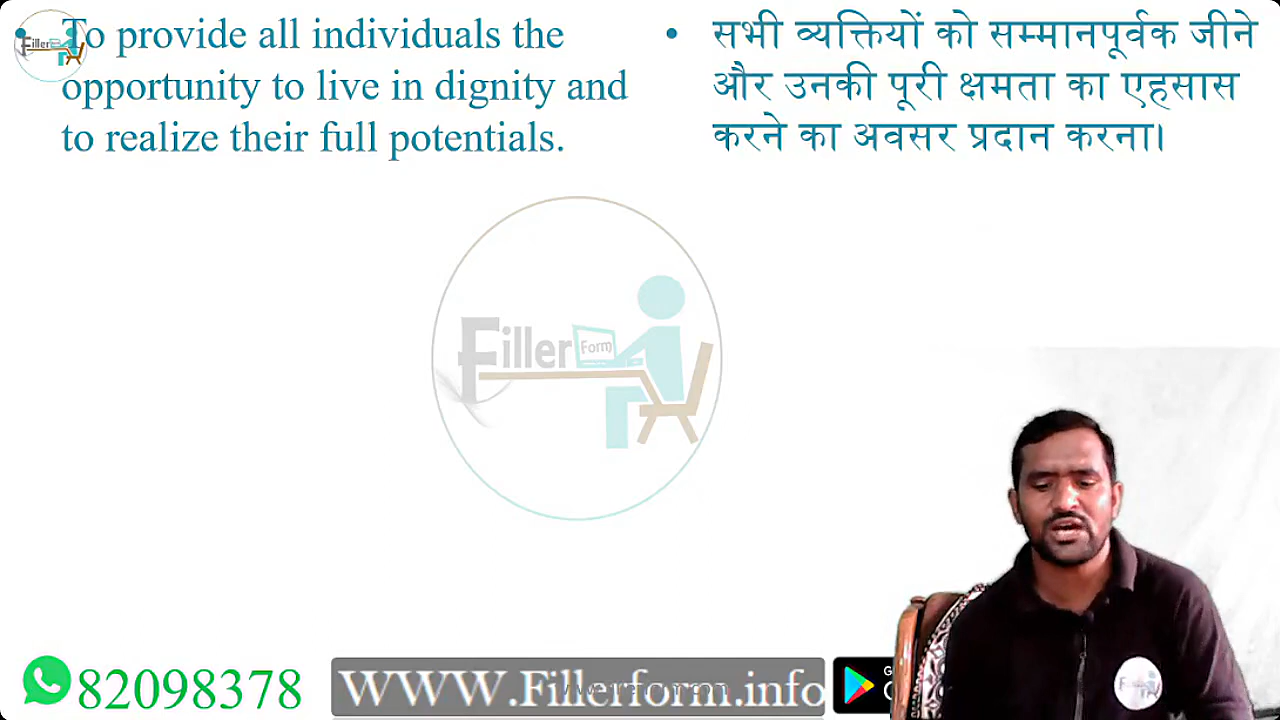 • To provide all individuals the
opportunity to live in dignity and
to realize their full potentials.
• सभी व्यक्तियों को सम्मानपूर्वक जीने
और उनकी पूरी क्षमता का एहसास
करने का अवसर प्रदान करना।
Filler
Filler Form
82098378
WWW.Fillerform.info